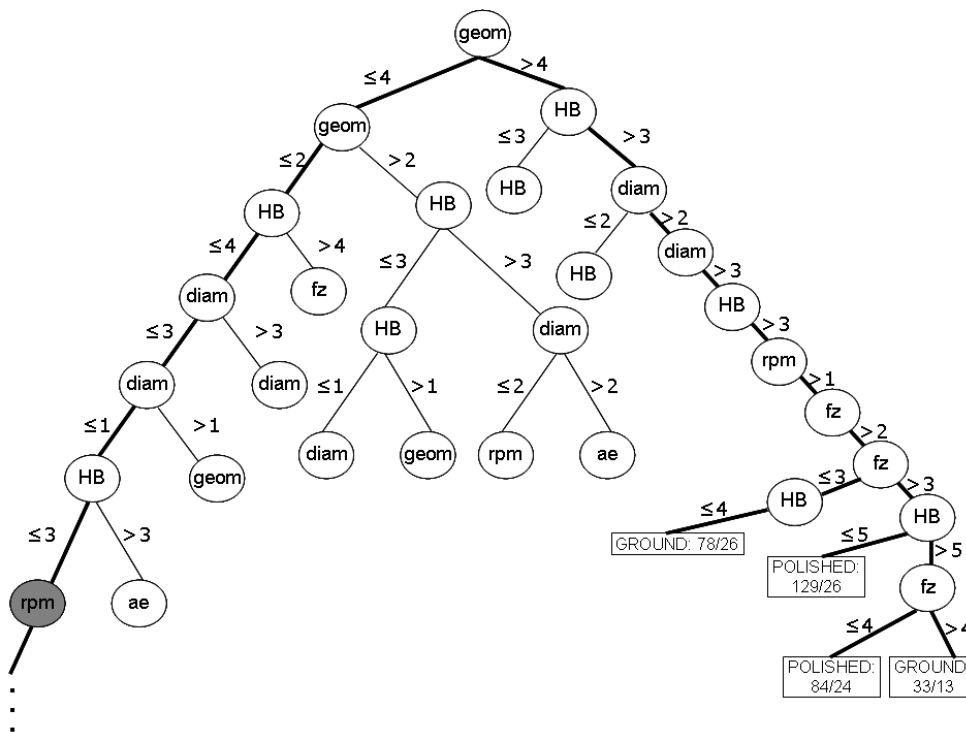 geom
≤4 >4
geom HB
≤2 >2 ≤3 >3
HB HB HB diam
≤4 >4 ≤3 >3 ≤2 >2
diam fz HB diam
≤3 >3 HB diam >3
HB
diam diam ≤1 >1 ≤2 >2 >3
rpm
≤1 >1 diam geom rpm ae >1
fz
>2
HB geom ≤3 fz
≤3 >3 ≤4 HB >3
GROUND: 78/26 ≤5 HB
POLISHED:
129/26
>5
rpm ae fz
≤4 >4
POLISHED:
84/24
GROUND:
33/13